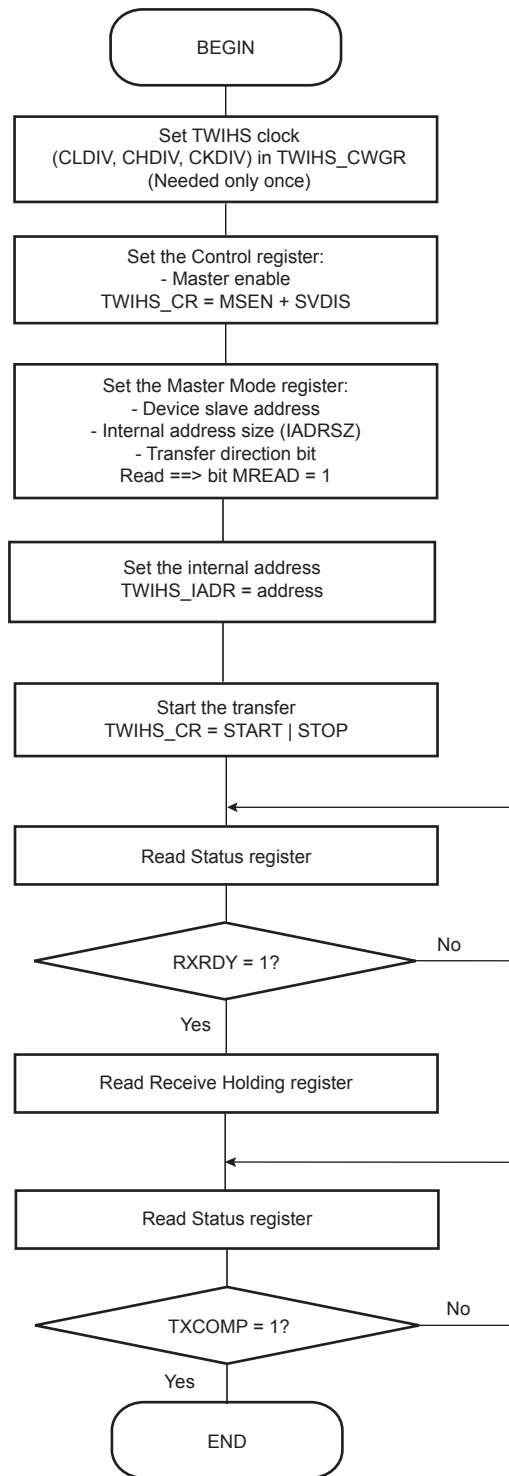 BEGIN
Set TWIHS clock
(CLDIV, CHDIV, CKDIV) in TWIHS_CWGR
(Needed only once)
Set the Control register:
- Master enable
TWIHS_CR = MSEN + SVDIS
Set the Master Mode register:
- Device slave address
- Internal address size (IADRSZ)
- Transfer direction bit
Read ==> bit MREAD = 1
Set the internal address
TWIHS_IADR = address
Start the transfer
TWIHS_CR = START | STOP
Read Status register
RXRDY = 1?
No
Yes
Read Receive Holding register
Read Status register
TXCOMP = 1?
No
Yes
END